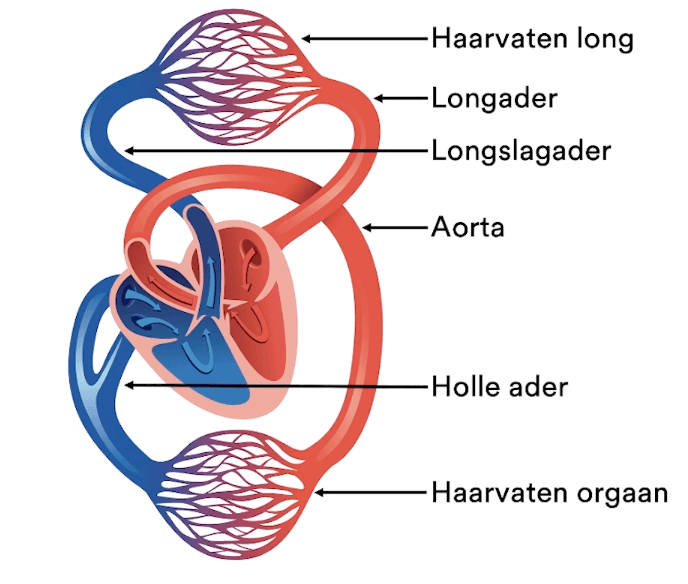 Haarvaten long
Longader
Longslagader
Aorta
Holle ader
Haarvaten orgaan